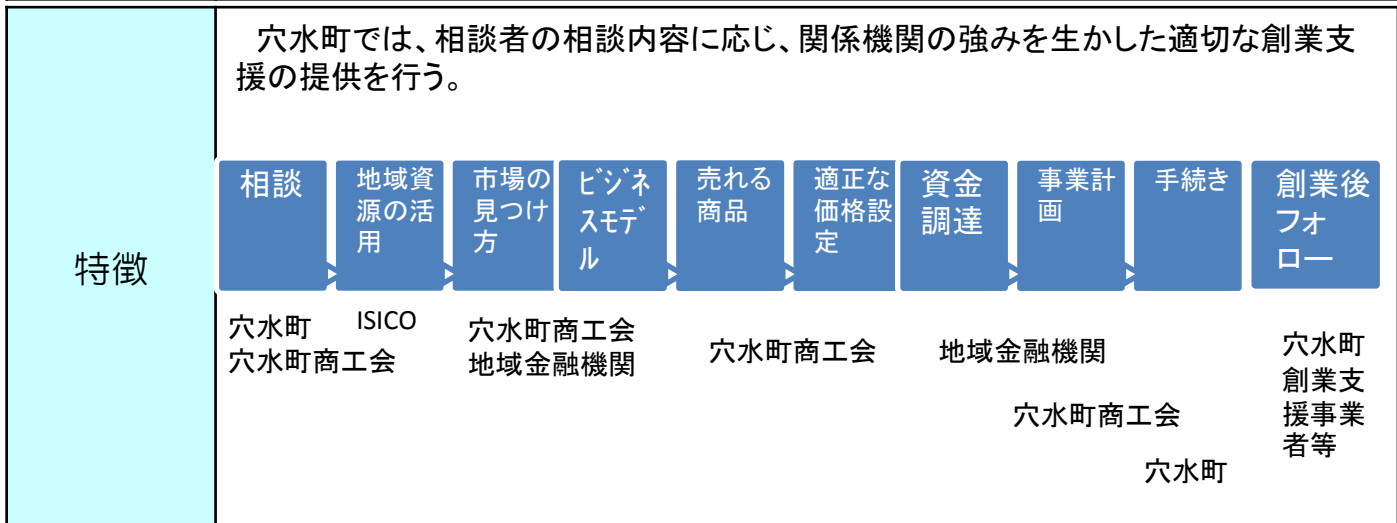 特徴
穴水町では、相談者の相談内容に応じ、関係機関の強みを生かした適切な創業支
援の提供を行う。
相談
地域資
源の活
用
市場の
見つけ
方
ﾋﾞｼﾞﾈ
ｽﾓﾃﾞ
ﾙ
売れる
商品
適正な
価格設
定
資金
調達
事業計
画
手続き
創業後
フォ
ロー
穴水町
穴水町商工会
ISICO
穴水町商工会
地域金融機関
穴水町商工会
地域金融機関
穴水町商工会
穴水町
穴水町
創業支
援事業
者等